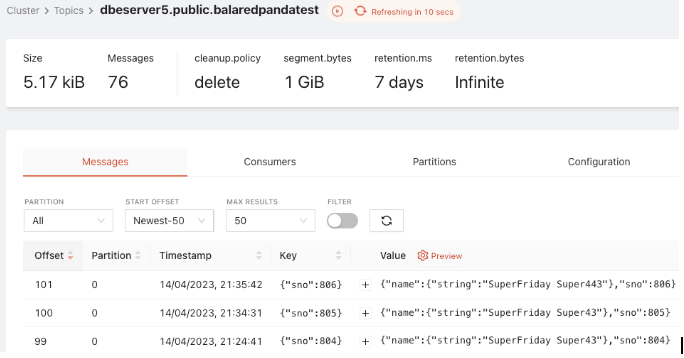 Cluster > Topics > dbeserver5.public.balaredpandatest Refreshing in 10 secs
Size Messages cleanup.policy segment.bytes retention.ms retention.bytes
5.17 kiB 76 delete 1 GiB 7 days Infinite
Messages Consumers Partitions Configuration
PARTITION START OFFSET MAX RESULTS FILTER
All Newest-50 50
Offset Partition Timestamp Key Value Preview
101 0 14/04/2023, 21:35:42 {"sno":806} + {"name":{"string":"SuperFriday Super443"},"sno":806}
100 0 14/04/2023, 21:34:31 {"sno":805} + {"name":{"string":"SuperFriday Super43"},"sno":805}
99 0 14/04/2023, 21:24:41 {"sno":804} + {"name":{"string":"SuperFriday Super43"},"sno":804}